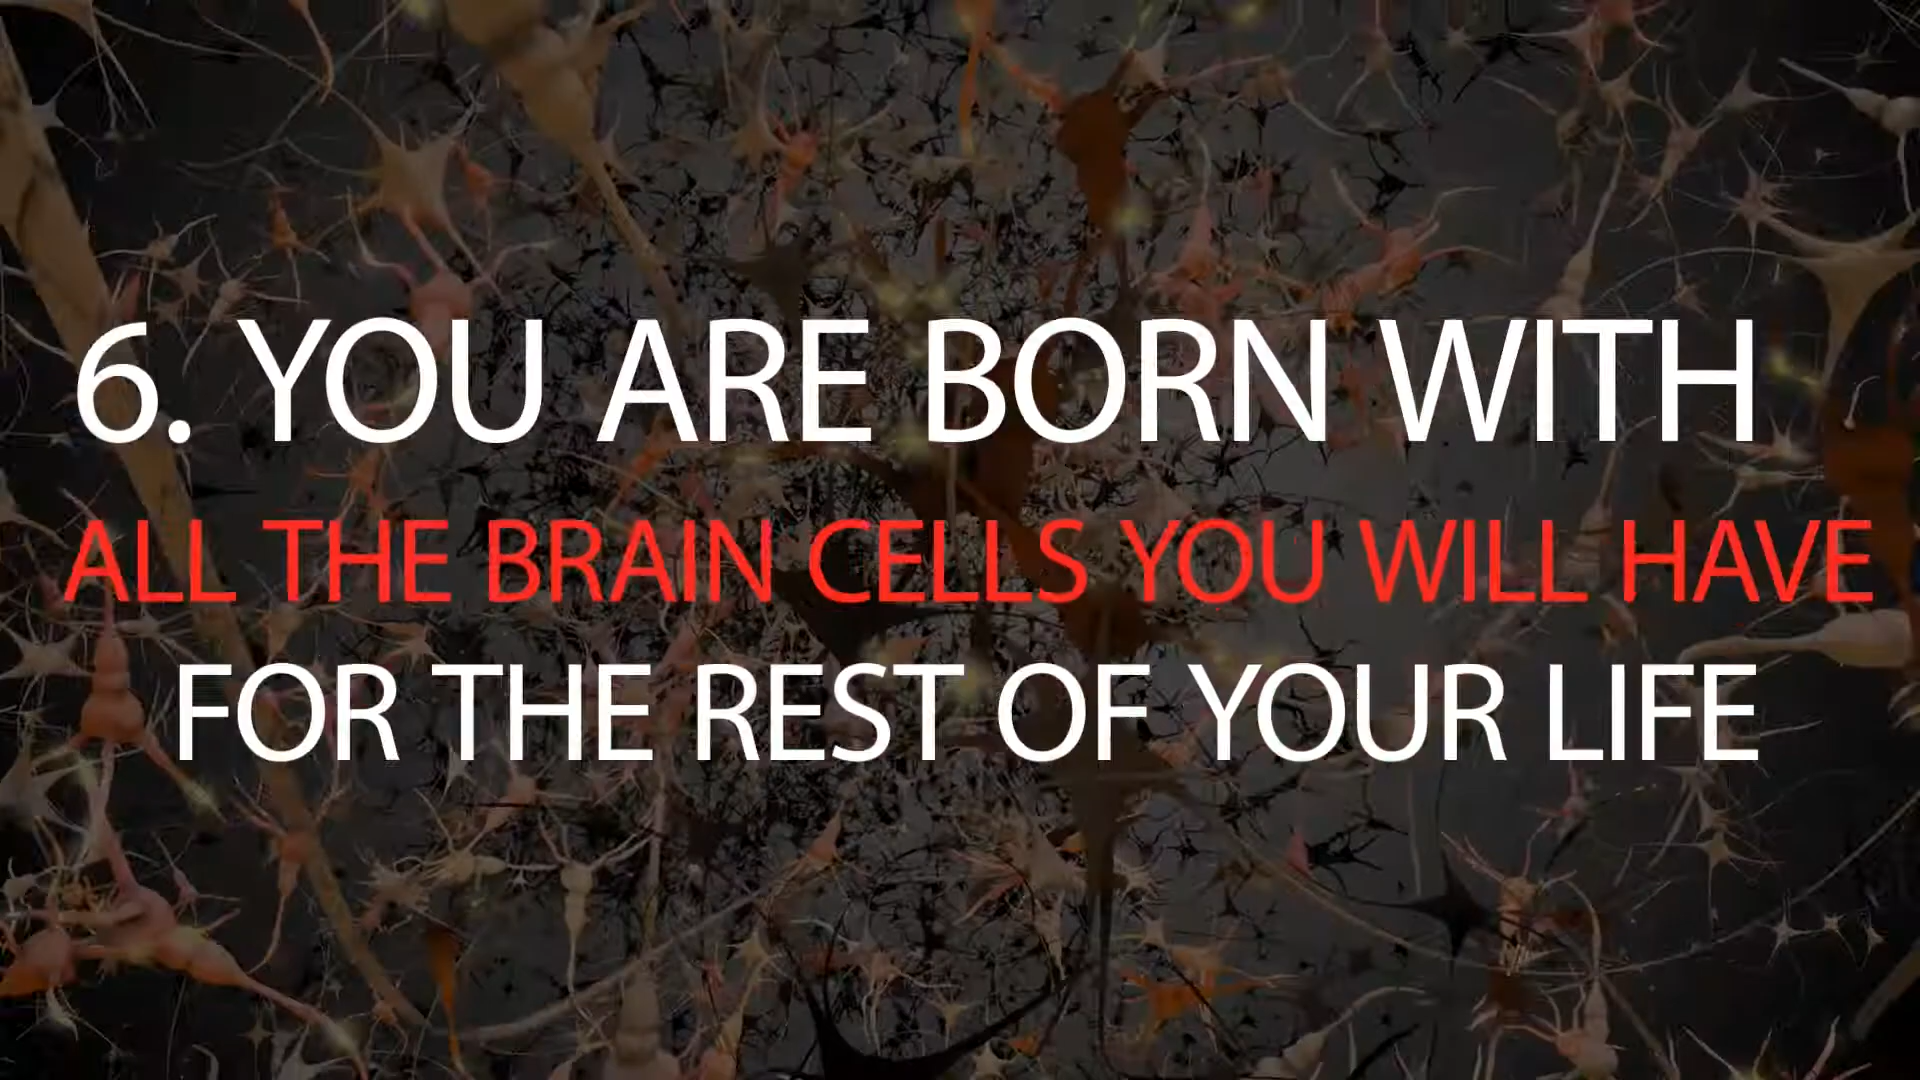 6. YOU ARE BORN WITH
ALL THE BRAIN CELLS YOU WILL HAVE
FOR THE REST OF YOUR LIFE